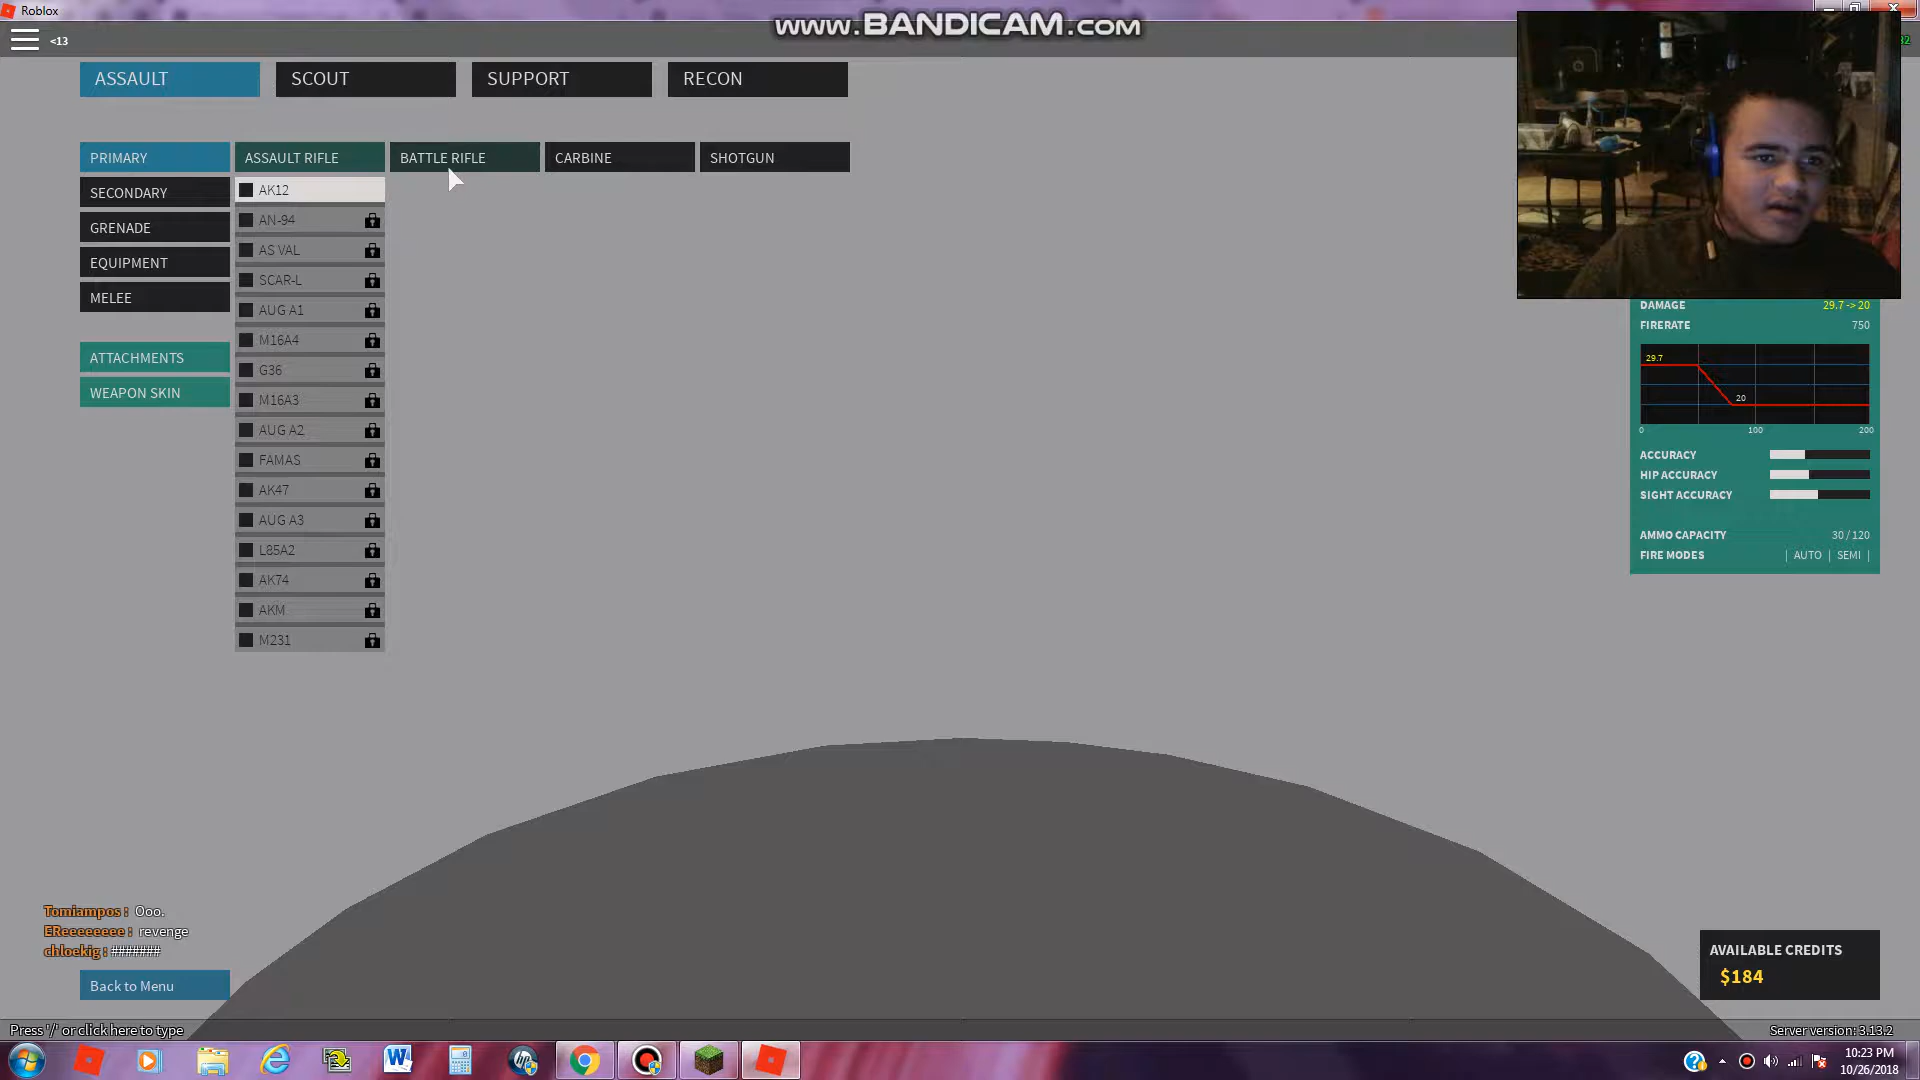 Roblox
www.BANDICAM.com
<13
ASSAULT
SCOUT
SUPPORT
RECON
PRIMARY
ASSAULT RIFLE
BATTLE RIFLE
CARBINE
SHOTGUN
SECONDARY
GRENADE
EQUIPMENT
MELEE
ATTACHMENTS
WEAPON SKIN
AK12
AN-94
AS VAL
SCAR-L
AUG A1
M16A4
G36
M16A3
AUG A2
FAMAS
AK47
AUG A3
L85A2
AK74
AKM
M231
DAMAGE 29.7 -> 20
FIRERATE 750
29.7
20
0 100 200
ACCURACY
HIP ACCURACY
SIGHT ACCURACY
AMMO CAPACITY 30 / 120
FIRE MODES | AUTO | SEMI |
Tomiampos : Ooo.
EReeeeeeee : revenge
chloekig : #######
Back to Menu
AVAILABLE CREDITS
$184
Press '/' or click here to type
Server version: 3.13.2
10:23 PM
10/26/2018